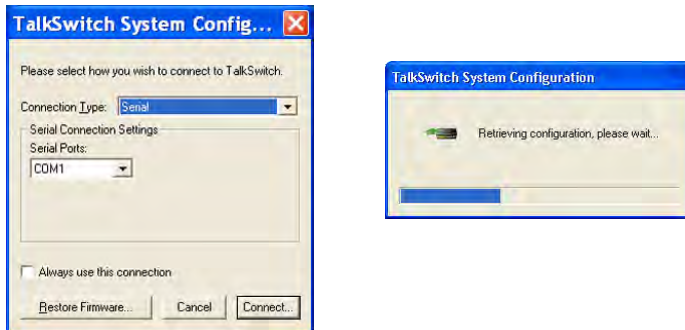 TalkSwitch System Config...
Please select how you wish to connect to TalkSwitch.
Connection Type: Serial
Serial Connection Settings
Serial Ports:
COM1
Always use this connection
Restore Firmware...
Cancel
Connect...
TalkSwitch System Configuration
Retrieving configuration, please wait...